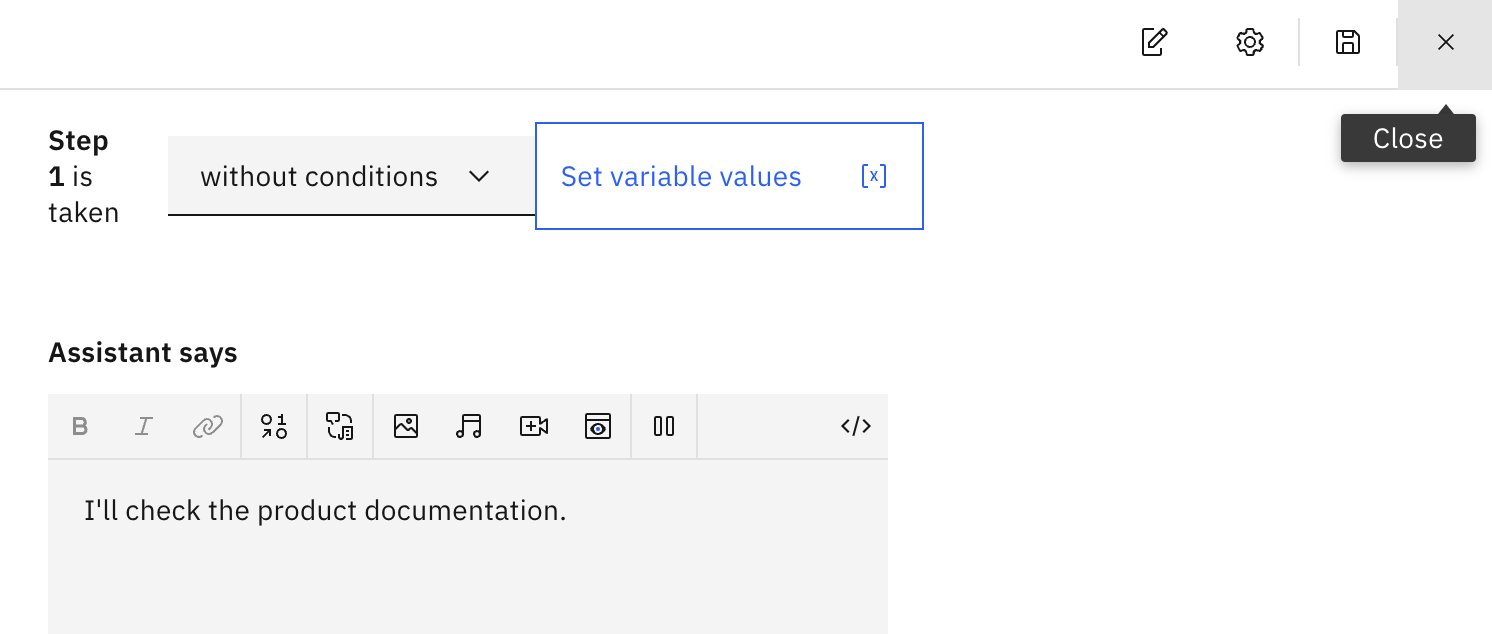 Close
Step
1 is
taken
without conditions
Set variable values
Assistant says
I'll check the product documentation.